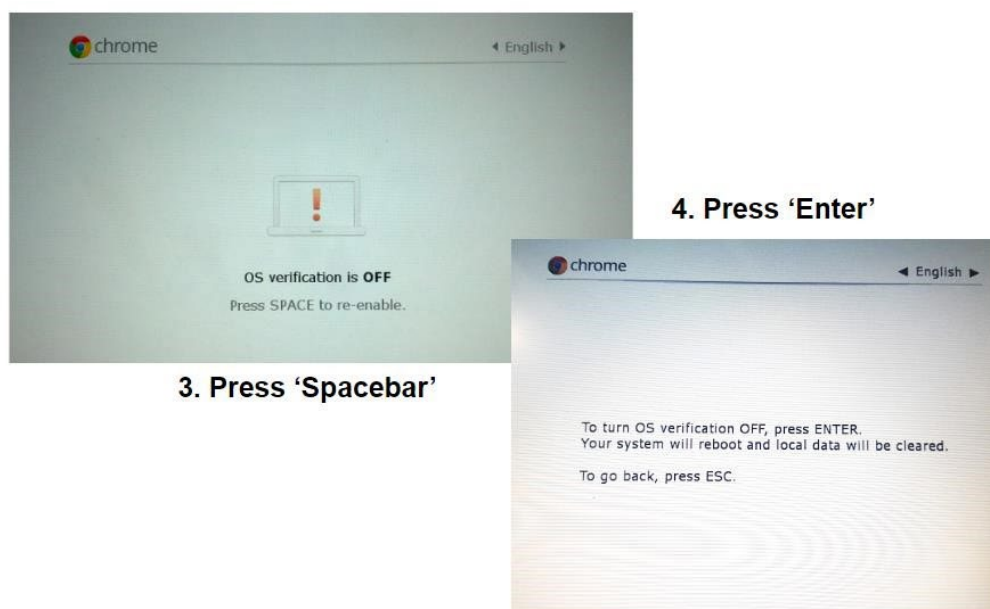 chrome
◄ English ►
OS verification is OFF
Press SPACE to re-enable.
3. Press ‘Spacebar’
4. Press ‘Enter’
chrome
◄ English ►
To turn OS verification OFF, press ENTER.
Your system will reboot and local data will be cleared.
To go back, press ESC.